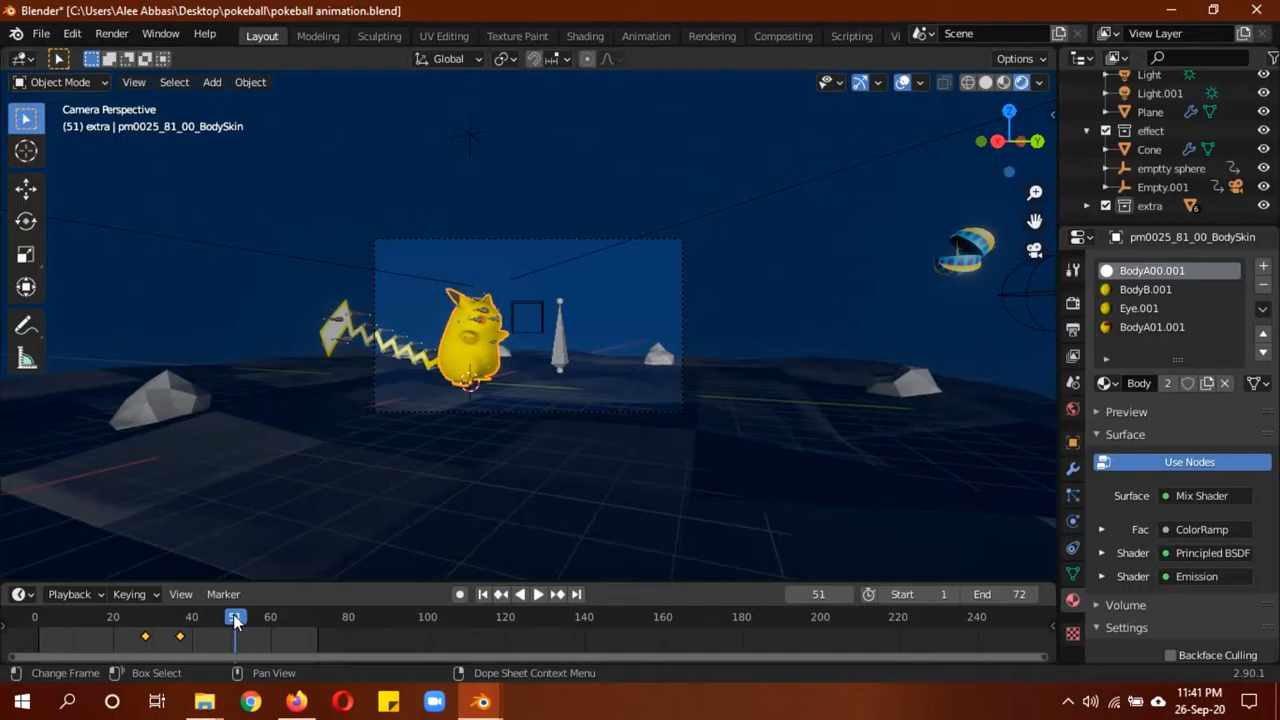 Blender* [C:\Users\Alee Abbasi\Desktop\pokeball\pokeball animation.blend]
File Edit Render Window Help Layout Modeling Sculpting UV Editing Texture Paint Shading Animation Rendering Compositing Scripting Vi Scene View Layer
Global Options
Object Mode View Select Add Object
Camera Perspective
(51) extra | pm0025_81_00_BodySkin
Z
Y
Light
Light.001
Plane
effect
Cone
emptty sphere
Empty.001
extra 6
pm0025_81_00_BodySkin
BodyA00.001
BodyB.001
Eye.001
BodyA01.001
Body 2
Preview
Surface
Use Nodes
Surface Mix Shader
Fac ColorRamp
Shader Principled BSDF
Shader Emission
Volume
Settings
Backface Culling
Playback Keying View Marker 51 Start 1 End 72
0 20 40 51 60 80 100 120 140 160 180 200 220 240
Change Frame Box Select Pan View Dope Sheet Context Menu 2.90.1
11:41 PM
26-Sep-20